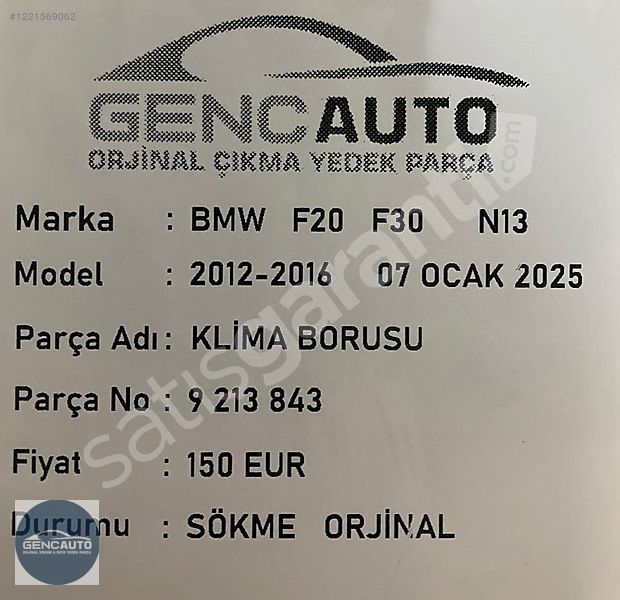 #1221569062
GENCAUTO
ORJİNAL ÇIKMA YEDEK PARÇA
Marka : BMW F20 F30 N13
Model : 2012-2016 07 OCAK 2025
Parça Adı : KLİMA BORUSU
Parça No : 9 213 843
Fiyat : 150 EUR
Durumu : SÖKME ORJİNAL
satısgaranti.com
GENCAUTO